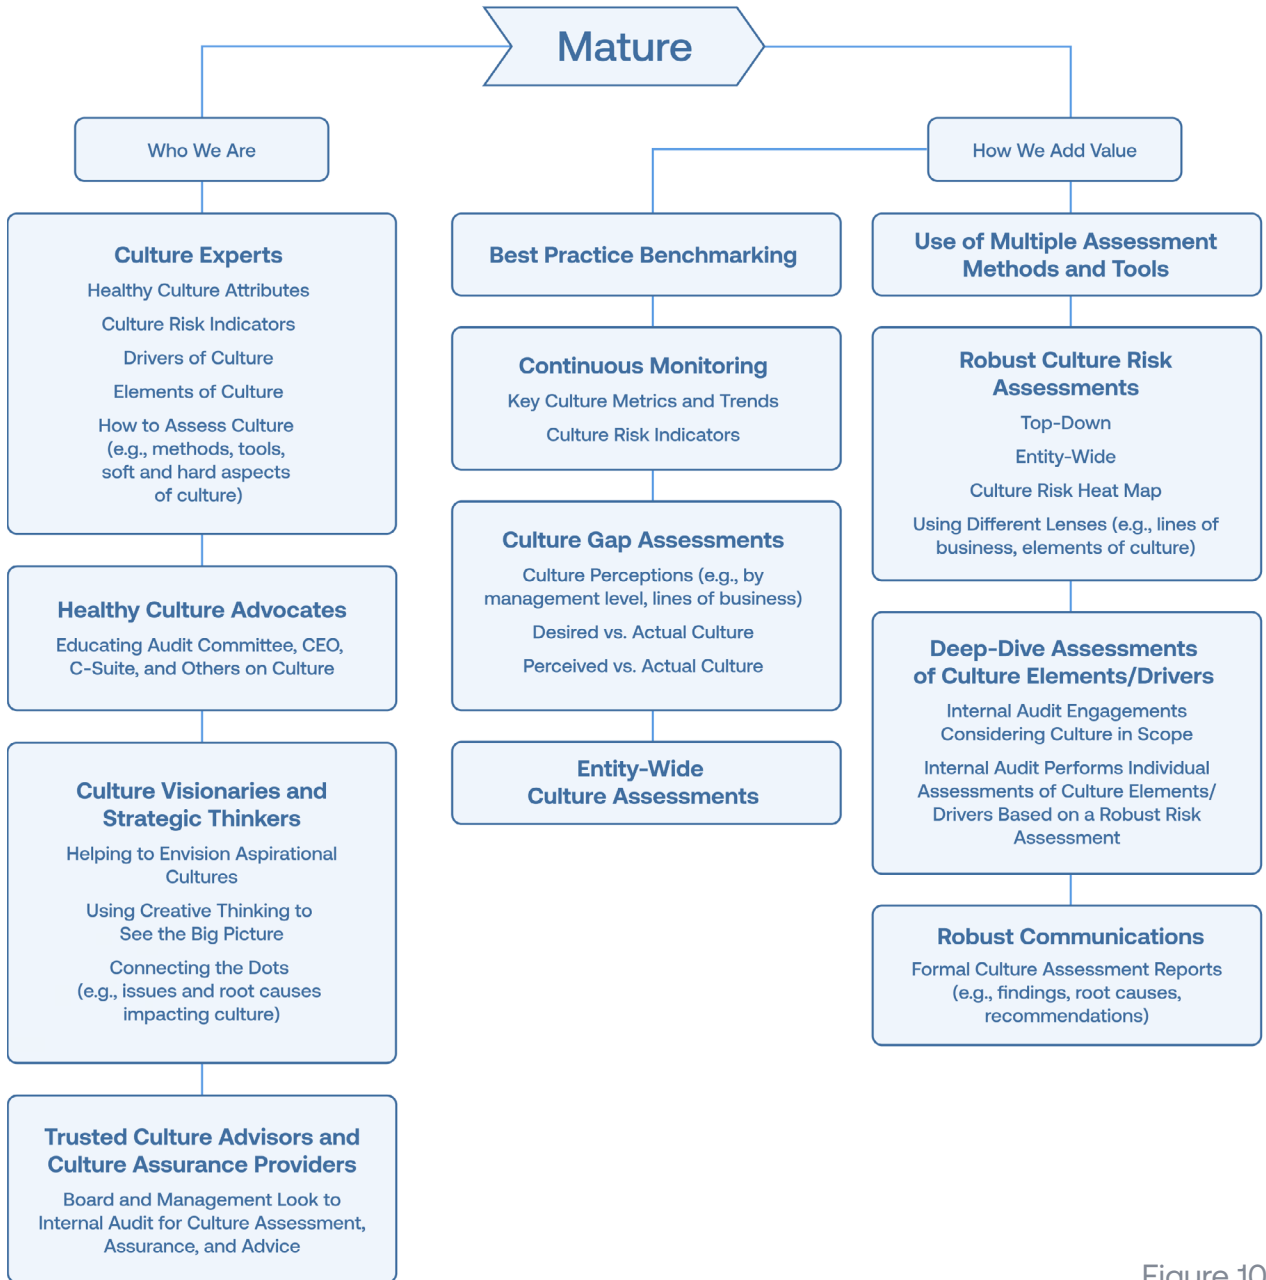 Mature
Who We Are
How We Add Value
Culture Experts
Healthy Culture Attributes
Culture Risk Indicators
Drivers of Culture
Elements of Culture
How to Assess Culture
(e.g., methods, tools,
soft and hard aspects
of culture)
Healthy Culture Advocates
Educating Audit Committee, CEO,
C-Suite, and Others on Culture
Culture Visionaries and
Strategic Thinkers
Helping to Envision Aspirational
Cultures
Using Creative Thinking to
See the Big Picture
Connecting the Dots
(e.g., issues and root causes
impacting culture)
Trusted Culture Advisors and
Culture Assurance Providers
Board and Management Look to
Internal Audit for Culture Assessment,
Assurance, and Advice
Best Practice Benchmarking
Continuous Monitoring
Key Culture Metrics and Trends
Culture Risk Indicators
Culture Gap Assessments
Culture Perceptions (e.g., by
management level, lines of business)
Desired vs. Actual Culture
Perceived vs. Actual Culture
Entity-Wide
Culture Assessments
Use of Multiple Assessment
Methods and Tools
Robust Culture Risk
Assessments
Top-Down
Entity-Wide
Culture Risk Heat Map
Using Different Lenses (e.g., lines of
business, elements of culture)
Deep-Dive Assessments
of Culture Elements/Drivers
Internal Audit Engagements
Considering Culture in Scope
Internal Audit Performs Individual
Assessments of Culture Elements/
Drivers Based on a Robust Risk
Assessment
Robust Communications
Formal Culture Assessment Reports
(e.g., findings, root causes,
recommendations)
Figure 10